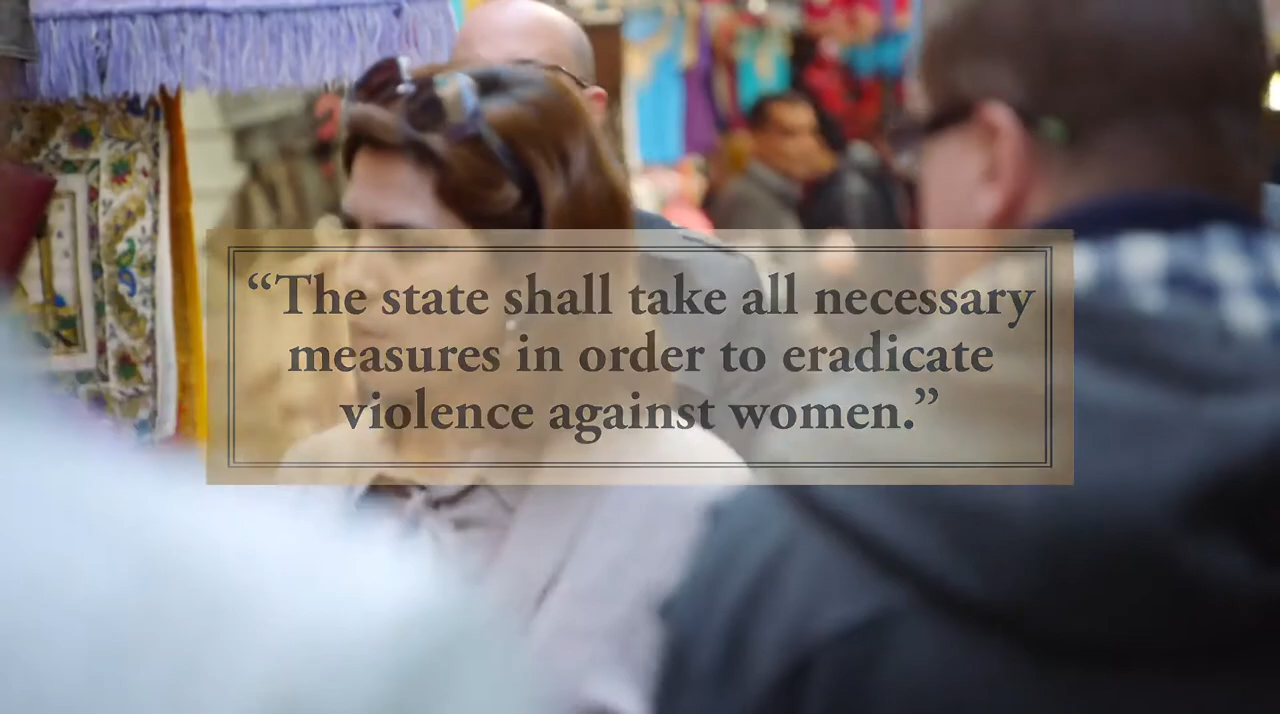 “The state shall take all necessary
measures in order to eradicate
violence against women.”